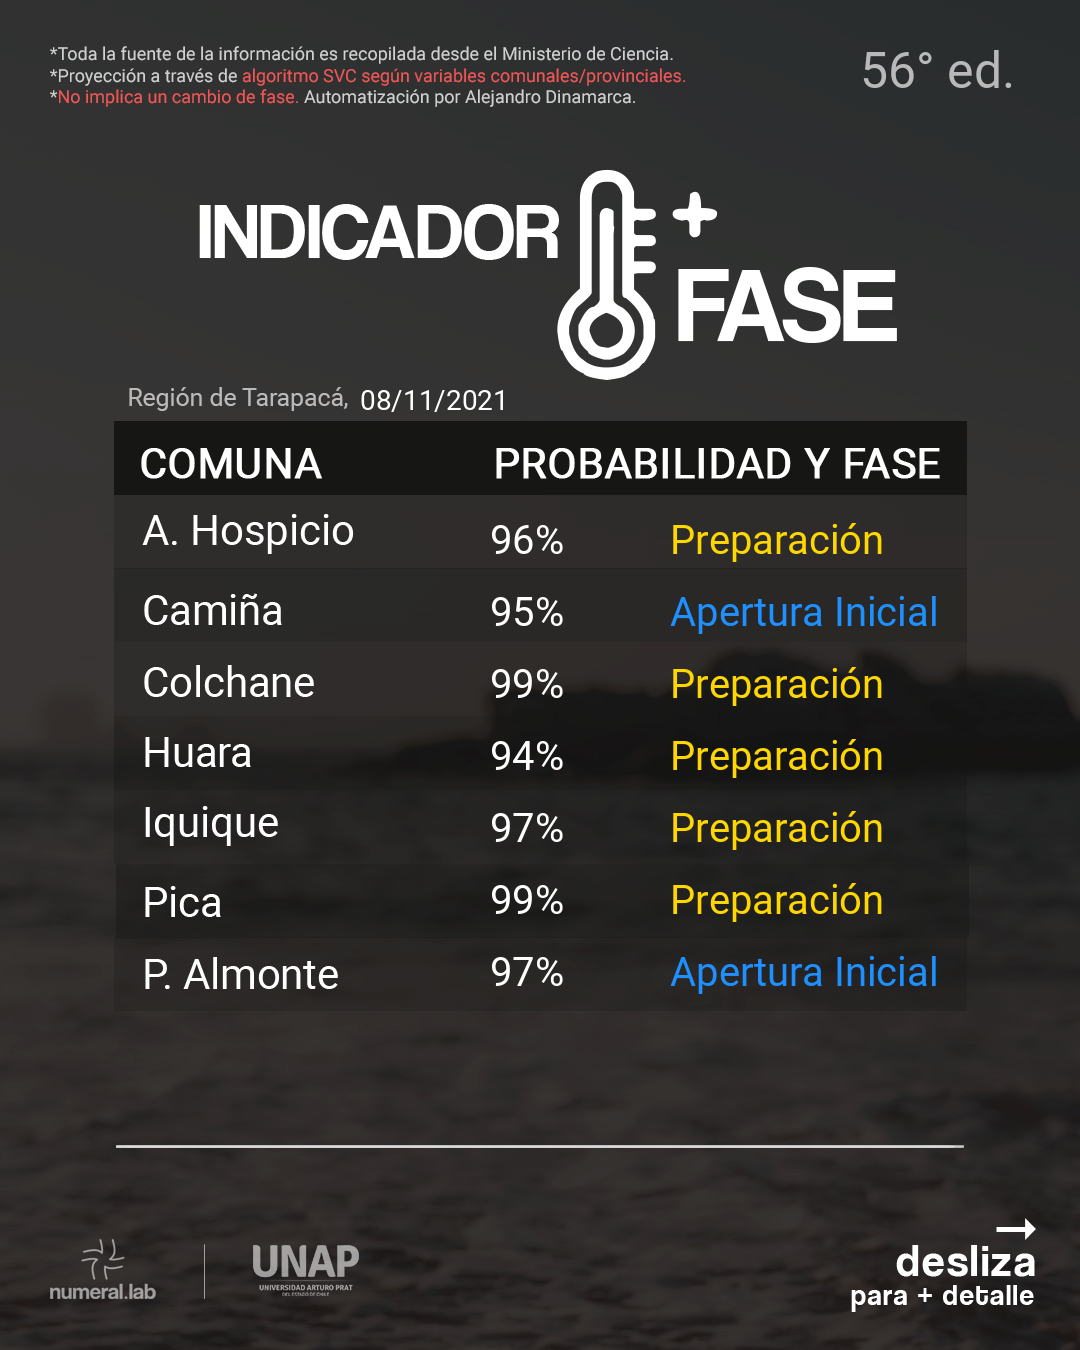 *Toda la fuente de la información es recopilada desde el Ministerio de Ciencia.
*Proyección a través de algoritmo SVC según variables comunales/provinciales.
*No implica un cambio de fase. Automatización por Alejandro Dinamarca.
56° ed.
INDICADOR
+
FASE
Región de Tarapacá, 08/11/2021
COMUNA PROBABILIDAD Y FASE
A. Hospicio 96% Preparación
Camiña 95% Apertura Inicial
Colchane 99% Preparación
Huara 94% Preparación
Iquique 97% Preparación
Pica 99% Preparación
P. Almonte 97% Apertura Inicial
numeral.lab
UNAP
UNIVERSIDAD ARTURO PRAT
DEL ESTADO DE CHILE
desliza
para + detalle